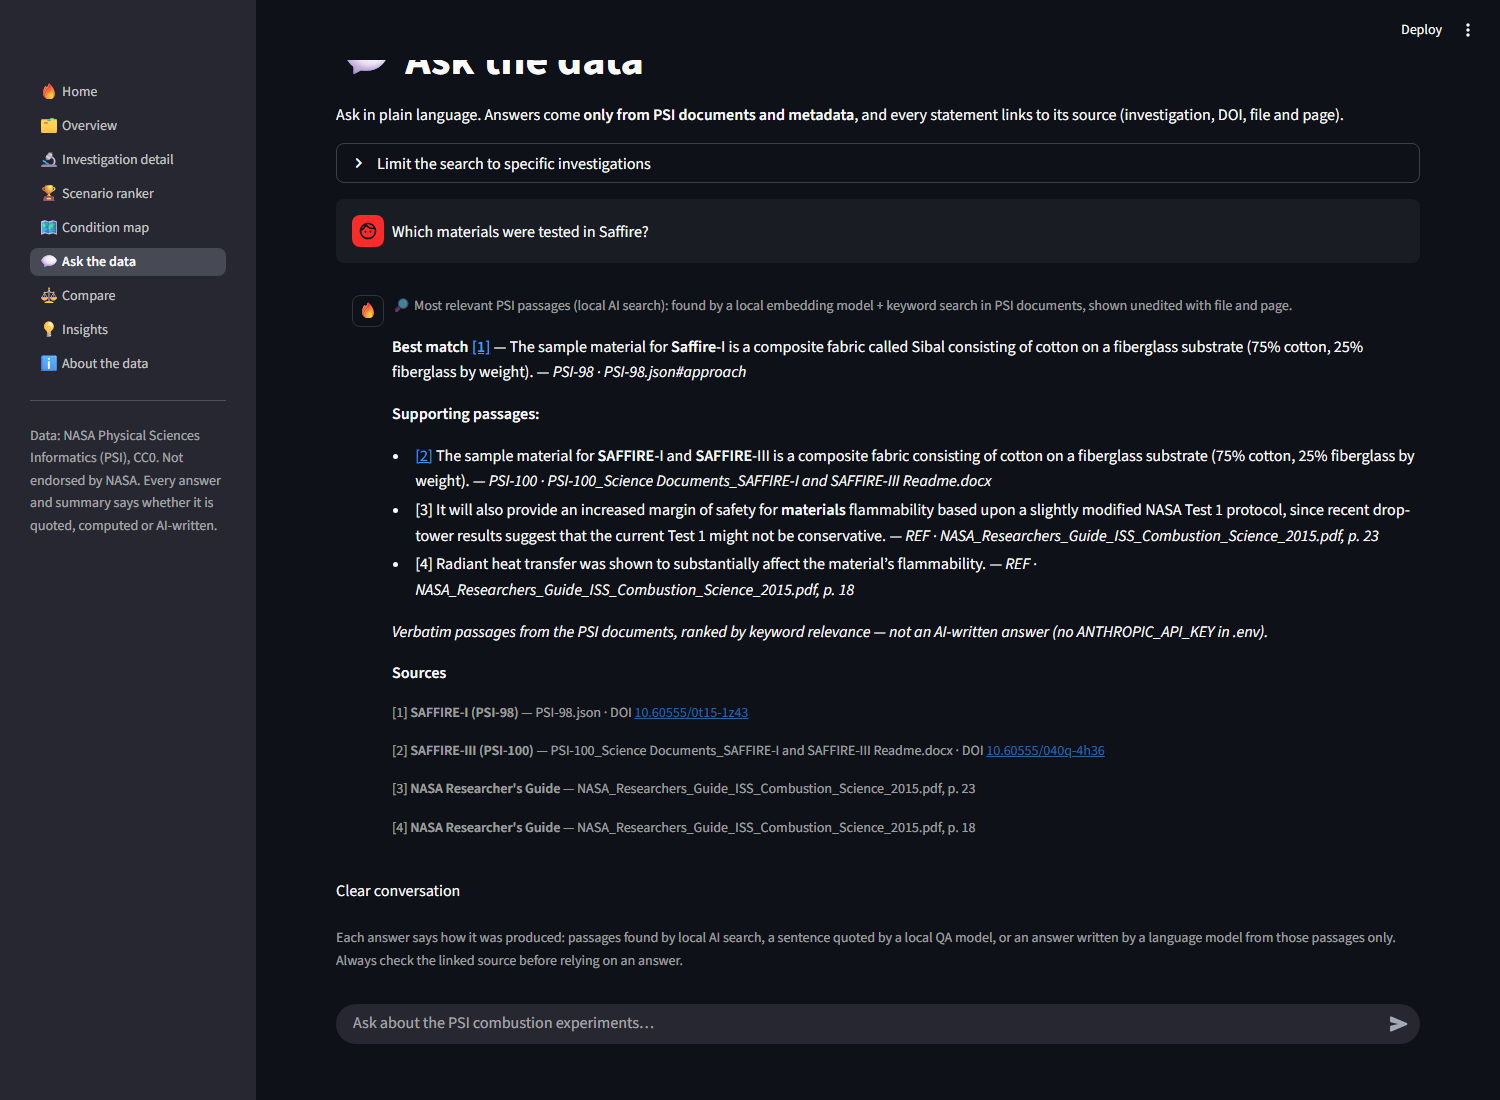 Deploy
Ask the data
Home
Overview
Investigation detail
Scenario ranker
Condition map
Ask the data
Compare
Insights
About the data
Data: NASA Physical Sciences
Informatics (PSI), CC0. Not
endorsed by NASA. Every answer
and summary says whether it is
quoted, computed or AI-written.
Ask in plain language. Answers come only from PSI documents and metadata, and every statement links to its source (investigation, DOI, file and page).
Limit the search to specific investigations
Which materials were tested in Saffire?
Most relevant PSI passages (local AI search): found by a local embedding model + keyword search in PSI documents, shown unedited with file and page.
Best match [1] — The sample material for Saffire-I is a composite fabric called Sibal consisting of cotton on a fiberglass substrate (75% cotton, 25%
fiberglass by weight). — PSI-98 · PSI-98.json#approach
Supporting passages:
• [2] The sample material for SAFFIRE-I and SAFFIRE-III is a composite fabric consisting of cotton on a fiberglass substrate (75% cotton, 25% fiberglass by
weight). — PSI-100 · PSI-100_Science Documents_SAFFIRE-I and SAFFIRE-III Readme.docx
• [3] It will also provide an increased margin of safety for materials flammability based upon a slightly modified NASA Test 1 protocol, since recent drop-
tower results suggest that the current Test 1 might not be conservative. — REF · NASA_Researchers_Guide_ISS_Combustion_Science_2015.pdf, p. 23
• [4] Radiant heat transfer was shown to substantially affect the material’s flammability. — REF ·
NASA_Researchers_Guide_ISS_Combustion_Science_2015.pdf, p. 18
Verbatim passages from the PSI documents, ranked by keyword relevance — not an AI-written answer (no ANTHROPIC_API_KEY in .env).
Sources
[1] SAFFIRE-I (PSI-98) — PSI-98.json · DOI 10.60555/0t15-1z43
[2] SAFFIRE-III (PSI-100) — PSI-100_Science Documents_SAFFIRE-I and SAFFIRE-III Readme.docx · DOI 10.60555/040q-4h36
[3] NASA Researcher's Guide — NASA_Researchers_Guide_ISS_Combustion_Science_2015.pdf, p. 23
[4] NASA Researcher's Guide — NASA_Researchers_Guide_ISS_Combustion_Science_2015.pdf, p. 18
Clear conversation
Each answer says how it was produced: passages found by local AI search, a sentence quoted by a local QA model, or an answer written by a language model from those passages only.
Always check the linked source before relying on an answer.
Ask about the PSI combustion experiments…